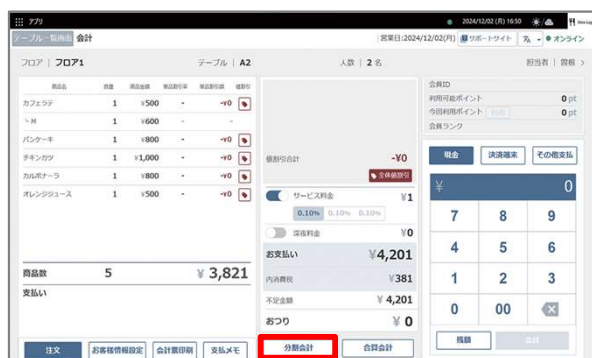 アプリ
2024/12/02 (月) 16:50
テーブル一覧画面 会計
営業日:2024/12/02(月) サポートサイト オンライン
フロア | フロア1 テーブル | A2 人数 | 2 名 担当者 | 曽根 >
商品名 数量 商品金額 単品割引率 単品割引額 値割引
カフェラテ 1 ¥500 - -¥0
└ M 1 ¥600 - -
パンケーキ 1 ¥800 - -¥0
チキンカツ 1 ¥1,000 - -¥0
カルボナーラ 1 ¥800 - -¥0
オレンジジュース 1 ¥500 - -¥0
商品数 5 ¥ 3,821
支払い
注文 お客様情報設定 会計票印刷 支払メモ
値割引合計 -¥0
全体値割引
サービス料金 ¥1
0.10% 0.10% 0.10%
深夜料金 ¥0
お支払い ¥4,201
内消費税 ¥381
不足金額 ¥ 4,201
おつり ¥ 0
分割会計 合算会計
会員ID
利用可能ポイント 0 pt
今回利用ポイント 0 pt
会員ランク
現金 決済端末 その他支払
¥ 0
7 8 9
4 5 6
1 2 3
0 00
残額 会計